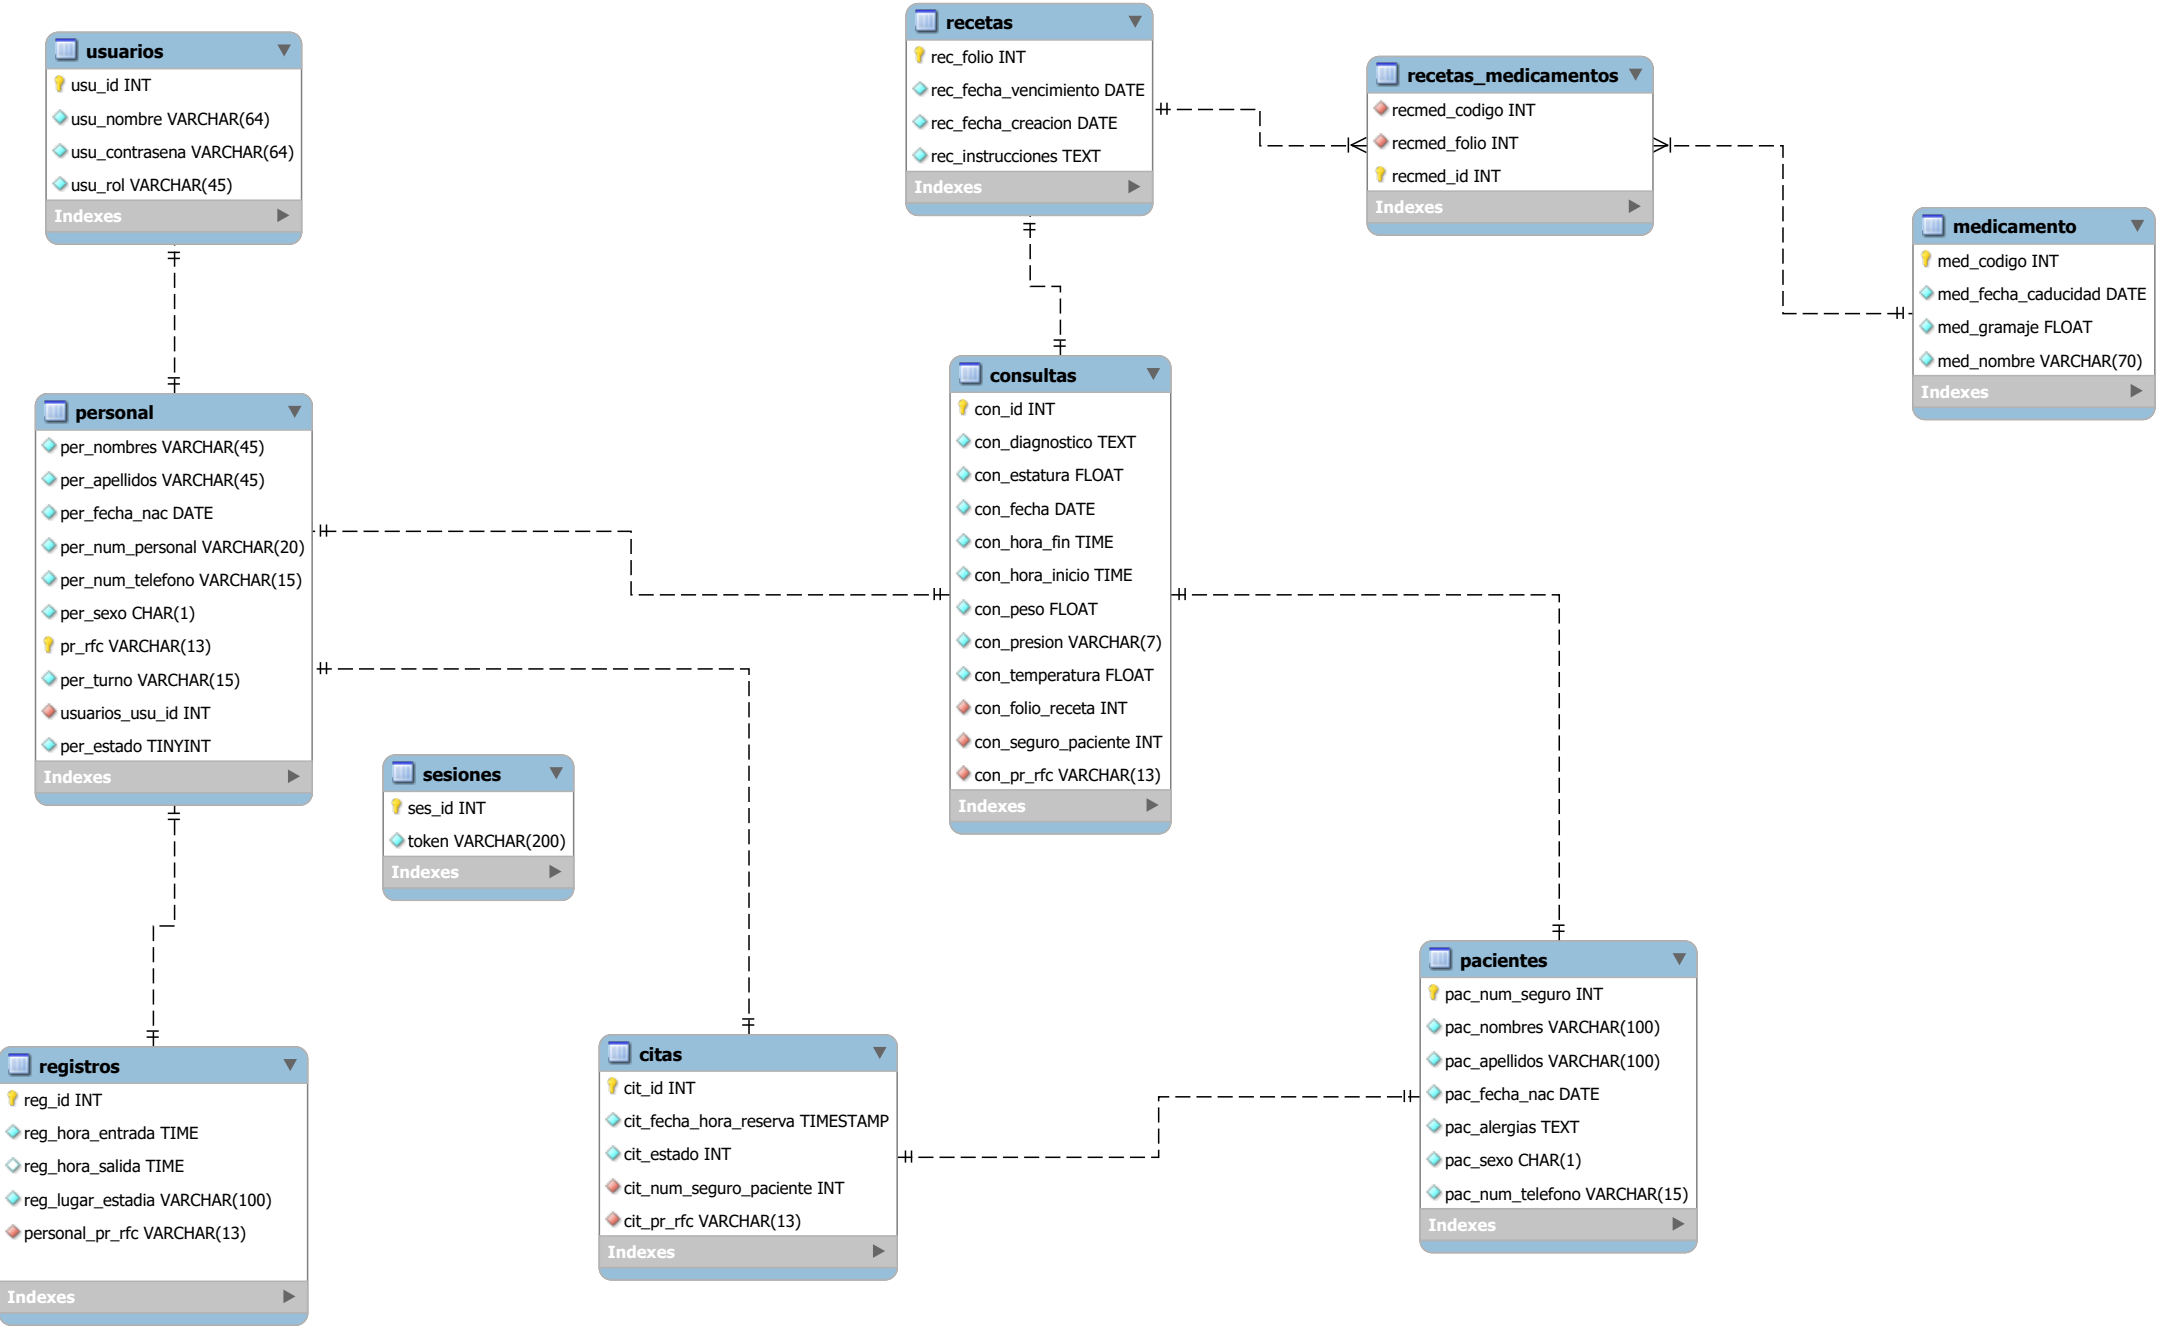 usuarios
usu_id INT
usu_nombre VARCHAR(64)
usu_contrasena VARCHAR(64)
usu_rol VARCHAR(45)
Indexes
recetas
rec_folio INT
rec_fecha_vencimiento DATE
rec_fecha_creacion DATE
rec_instrucciones TEXT
Indexes
recetas_medicamentos
recmed_codigo INT
recmed_folio INT
recmed_id INT
Indexes
medicamento
med_codigo INT
med_fecha_caducidad DATE
med_gramaje FLOAT
med_nombre VARCHAR(70)
Indexes
personal
per_nombres VARCHAR(45)
per_apellidos VARCHAR(45)
per_fecha_nac DATE
per_num_personal VARCHAR(20)
per_num_telefono VARCHAR(15)
per_sexo CHAR(1)
pr_rfc VARCHAR(13)
per_turno VARCHAR(15)
usuarios_usu_id INT
per_estado TINYINT
Indexes
consultas
con_id INT
con_diagnostico TEXT
con_estatura FLOAT
con_fecha DATE
con_hora_fin TIME
con_hora_inicio TIME
con_peso FLOAT
con_presion VARCHAR(7)
con_temperatura FLOAT
con_folio_receta INT
con_seguro_paciente INT
con_pr_rfc VARCHAR(13)
Indexes
sesiones
ses_id INT
token VARCHAR(200)
Indexes
registros
reg_id INT
reg_hora_entrada TIME
reg_hora_salida TIME
reg_lugar_estadia VARCHAR(100)
personal_pr_rfc VARCHAR(13)
Indexes
citas
cit_id INT
cit_fecha_hora_reserva TIMESTAMP
cit_estado INT
cit_num_seguro_paciente INT
cit_pr_rfc VARCHAR(13)
Indexes
pacientes
pac_num_seguro INT
pac_nombres VARCHAR(100)
pac_apellidos VARCHAR(100)
pac_fecha_nac DATE
pac_alergias TEXT
pac_sexo CHAR(1)
pac_num_telefono VARCHAR(15)
Indexes